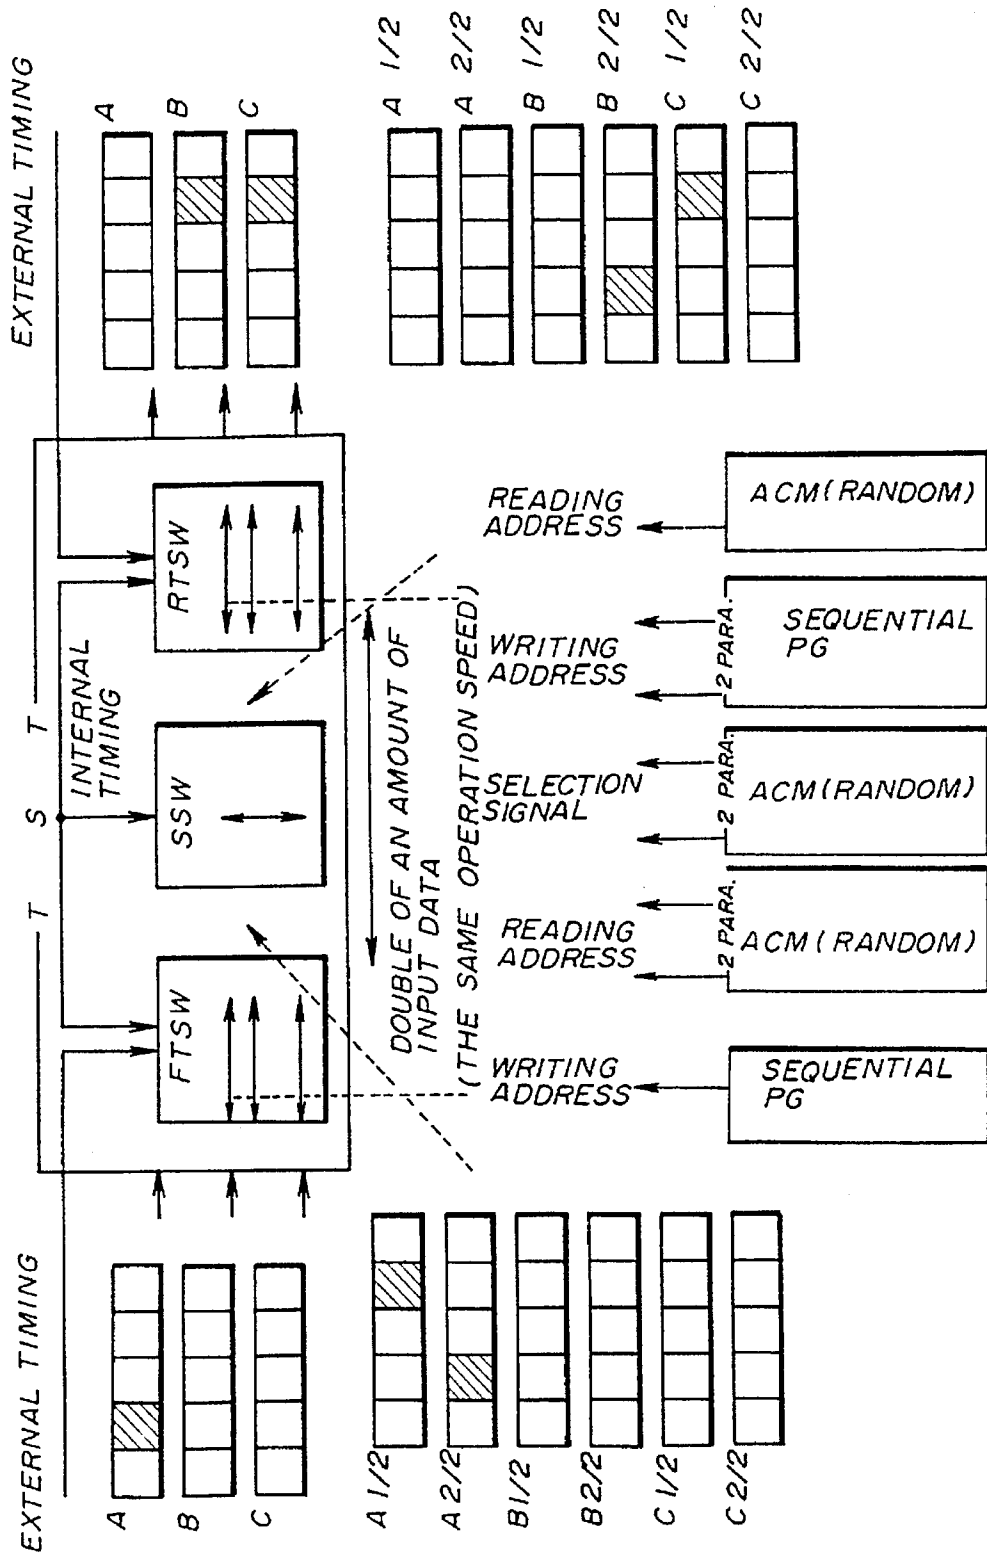 EXTERNAL TIMING
EXTERNAL TIMING
T S T
INTERNAL
TIMING
A
B
C
FTSW
SSW
RTSW
A
B
C
DOUBLE OF AN AMOUNT OF
INPUT DATA
(THE SAME OPERATION SPEED)
A 1/2
A 2/2
B 1/2
B 2/2
C 1/2
C 2/2
A 1/2
A 2/2
B 1/2
B 2/2
C 1/2
C 2/2
WRITING
ADDRESS
READING
ADDRESS
SELECTION
SIGNAL
WRITING
ADDRESS
READING
ADDRESS
SEQUENTIAL
PG
2 PARA.
ACM (RANDOM)
2 PARA.
ACM (RANDOM)
2 PARA.
SEQUENTIAL
PG
ACM (RANDOM)